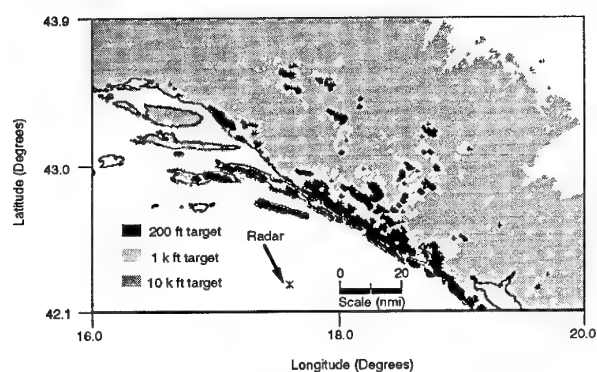 43.9
43.0
42.1
Latitude (Degrees)
200 ft target
1 k ft target
10 k ft target
Radar
0 20
Scale (nmi)
16.0 18.0 20.0
Longitude (Degrees)